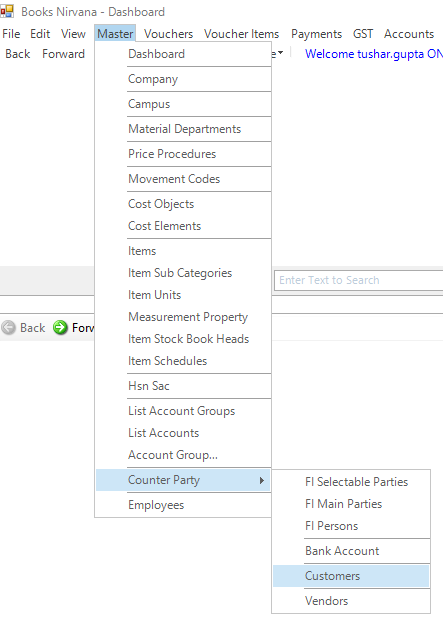 Books Nirvana - Dashboard
File Edit View Master Vouchers Voucher Items Payments GST Accounts
Back Forward Welcome tushar.gupta ON
Dashboard
Company
Campus
Material Departments
Price Procedures
Movement Codes
Cost Objects
Cost Elements
Items
Item Sub Categories
Enter Text to Search
Item Units
Measurement Property
Back Forw
Item Stock Book Heads
Item Schedules
Hsn Sac
List Account Groups
List Accounts
Account Group...
Counter Party
Employees
FI Selectable Parties
FI Main Parties
FI Persons
Bank Account
Customers
Vendors